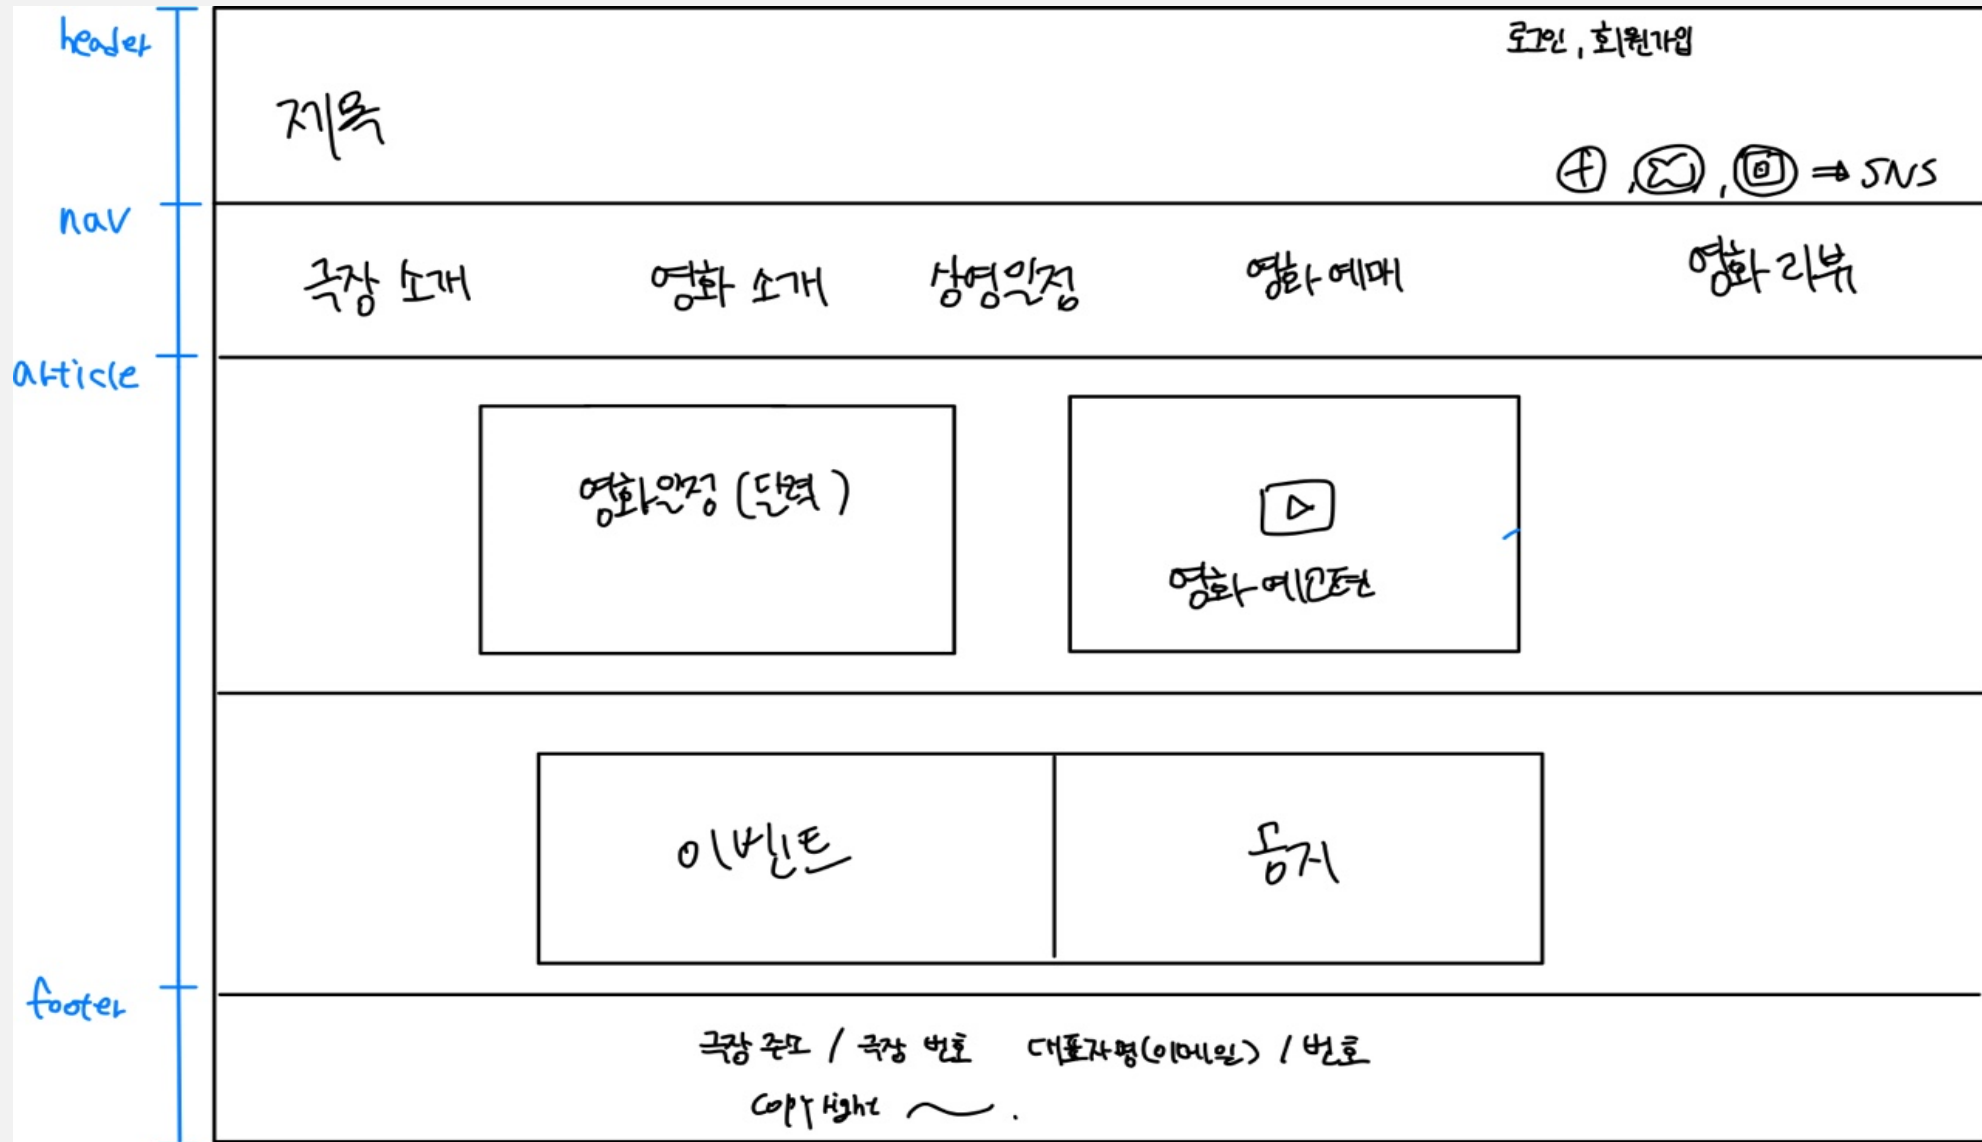 header
로그인, 회원가입
제목
⇒ SNS
nav
극장 소개 영화 소개 상영일정 영화 예매 영화 리뷰
article
영화일정 (달력)
영화 예고편
이벤트 공지
footer
극장 주소 / 극장 번호 대표자명(이메일) / 번호
Copyright ~.